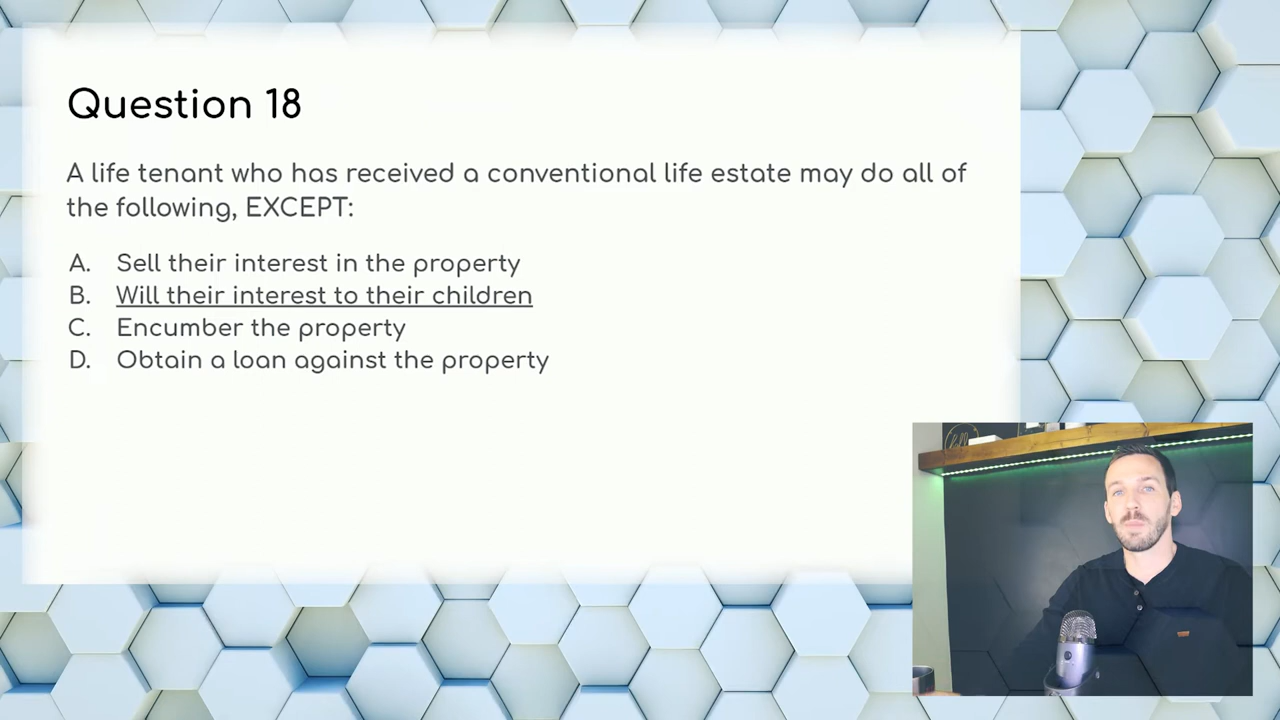 Question 18
A life tenant who has received a conventional life estate may do all of
the following, EXCEPT:
A. Sell their interest in the property
B. Will their interest to their children
C. Encumber the property
D. Obtain a loan against the property